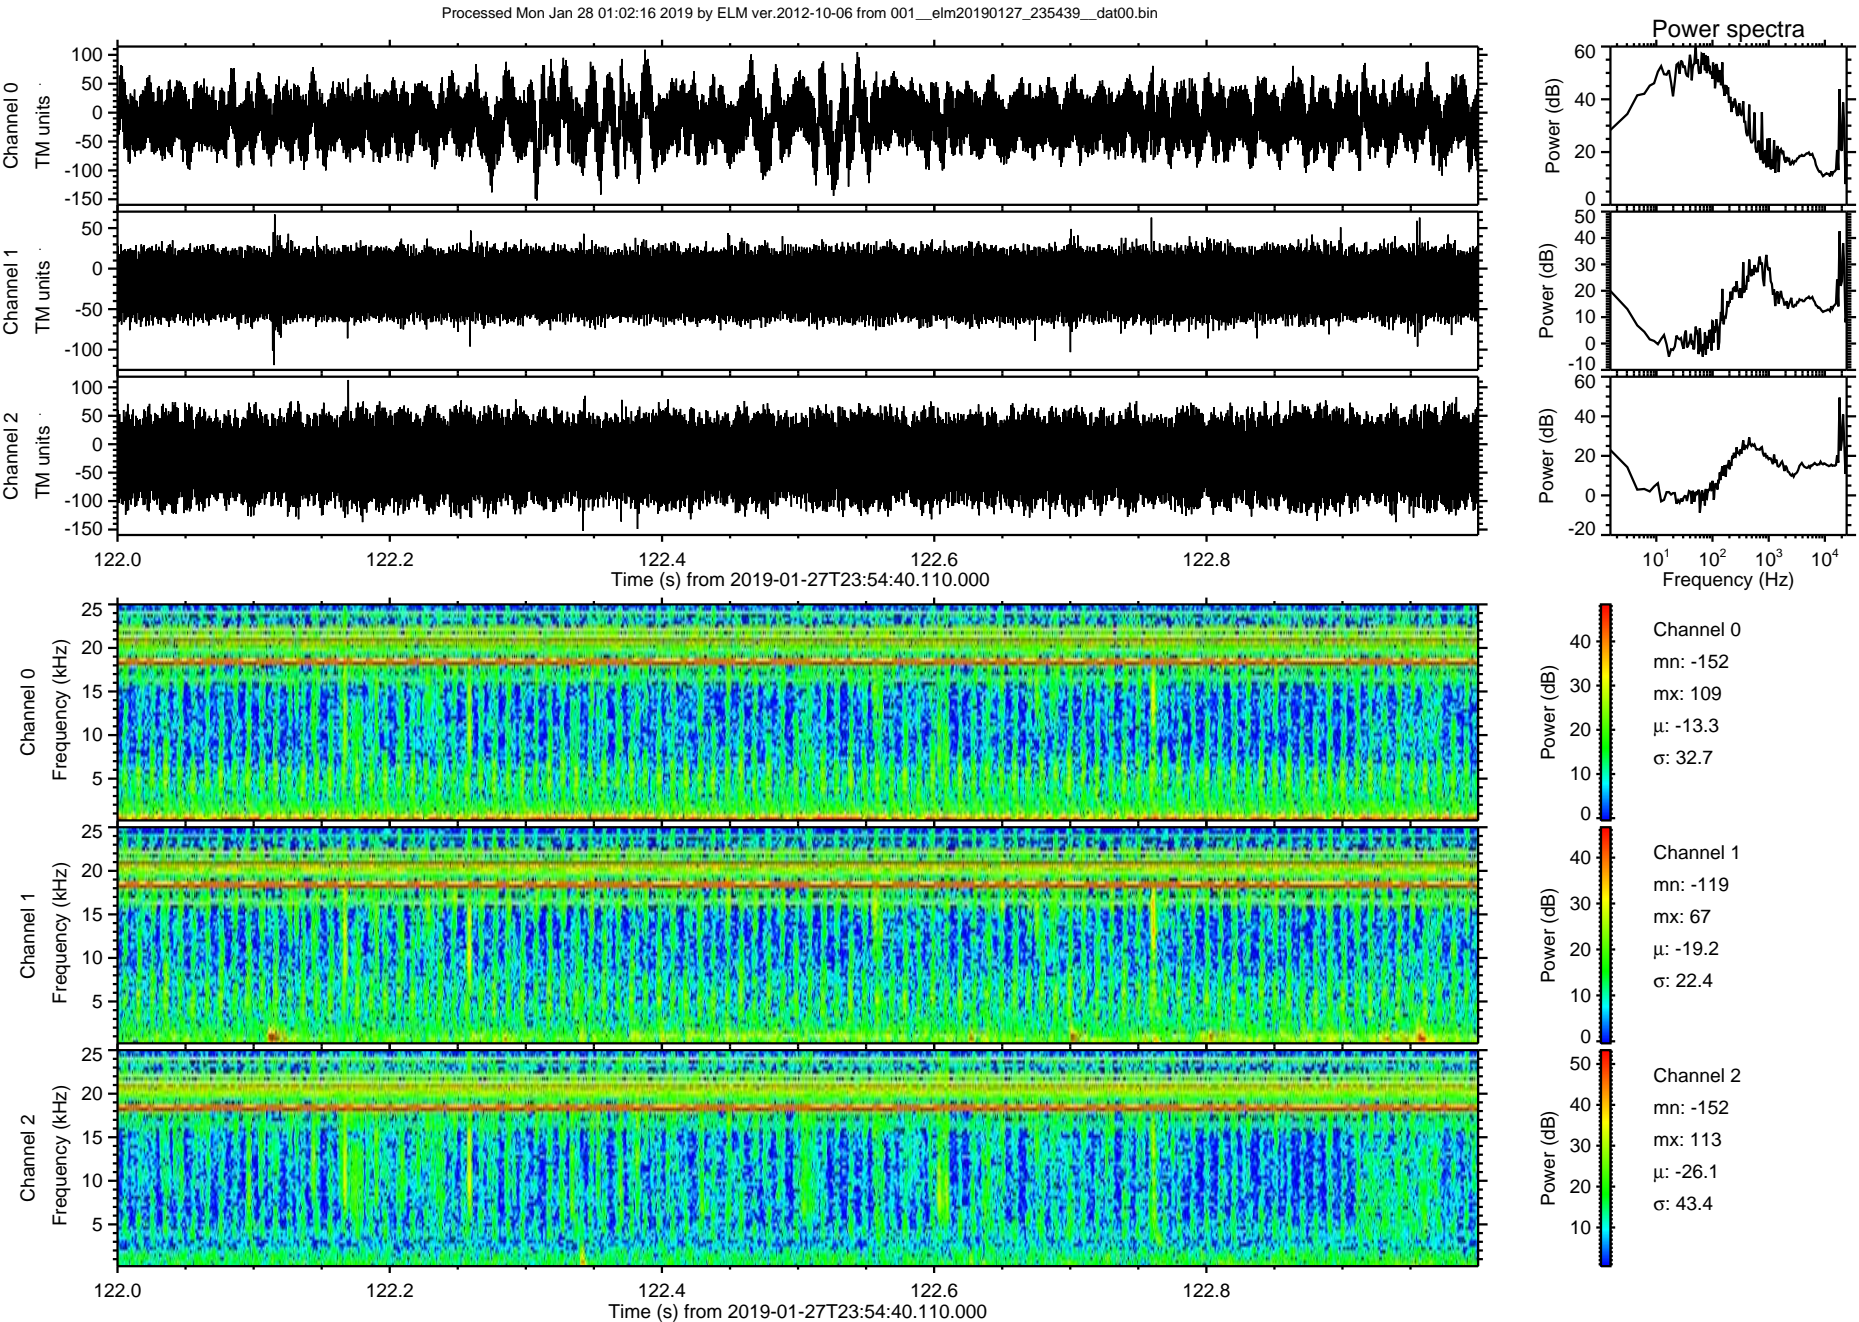 Processed Mon Jan 28 01:02:16 2019 by ELM ver.2012-10-06 from 001__elm20190127_235439__dat00.bin
Power spectra
Channel 0
TM units
100
50
0
-50
-100
-150
Power (dB)
60
40
20
0
Channel 1
TM units
50
0
-50
-100
Power (dB)
50
40
30
20
10
0
-10
Channel 2
TM units
100
50
0
-50
-100
-150
Power (dB)
60
40
20
0
-20
122.0 122.2 122.4 122.6 122.8
Time (s) from 2019-01-27T23:54:40.110.000
10¹ 10² 10³ 10⁴
Frequency (Hz)
Channel 0
Frequency (kHz)
25
20
15
10
5
Power (dB)
40
30
20
10
0
Channel 0
mn: -152
mx: 109
μ: -13.3
σ: 32.7
Channel 1
Frequency (kHz)
25
20
15
10
5
Power (dB)
40
30
20
10
0
Channel 1
mn: -119
mx: 67
μ: -19.2
σ: 22.4
Channel 2
Frequency (kHz)
25
20
15
10
5
Power (dB)
50
40
30
20
10
Channel 2
mn: -152
mx: 113
μ: -26.1
σ: 43.4
122.0 122.2 122.4 122.6 122.8
Time (s) from 2019-01-27T23:54:40.110.000